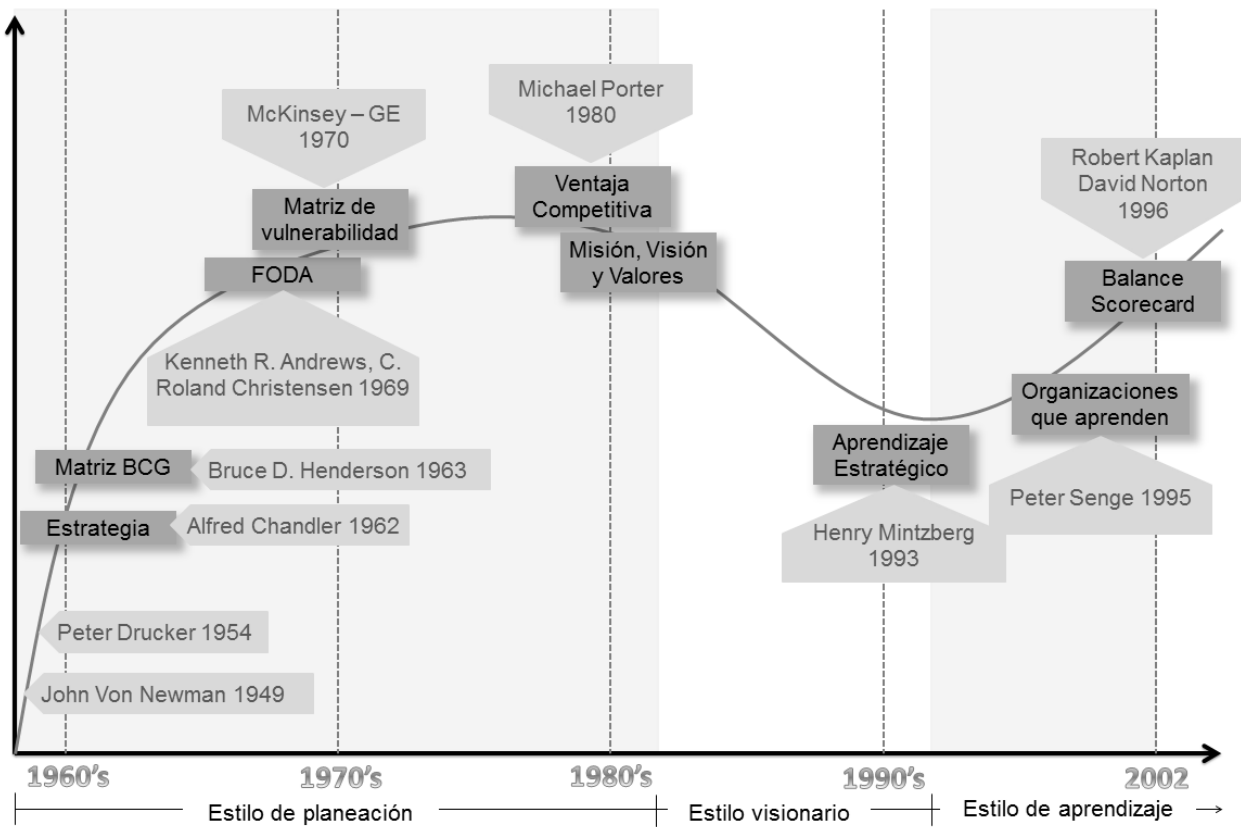 McKinsey – GE
1970
Michael Porter
1980
Robert Kaplan
David Norton
1996
Matriz de
vulnerabilidad
Ventaja
Competitiva
Misión, Visión
y Valores
FODA
Balance
Scorecard
Kenneth R. Andrews, C.
Roland Christensen 1969
Organizaciones
que aprenden
Matriz BCG
Bruce D. Henderson 1963
Aprendizaje
Estratégico
Peter Senge 1995
Estrategia
Alfred Chandler 1962
Henry Mintzberg
1993
Peter Drucker 1954
John Von Newman 1949
1960's
1970's
1980's
1990's
2002
Estilo de planeación
Estilo visionario
Estilo de aprendizaje